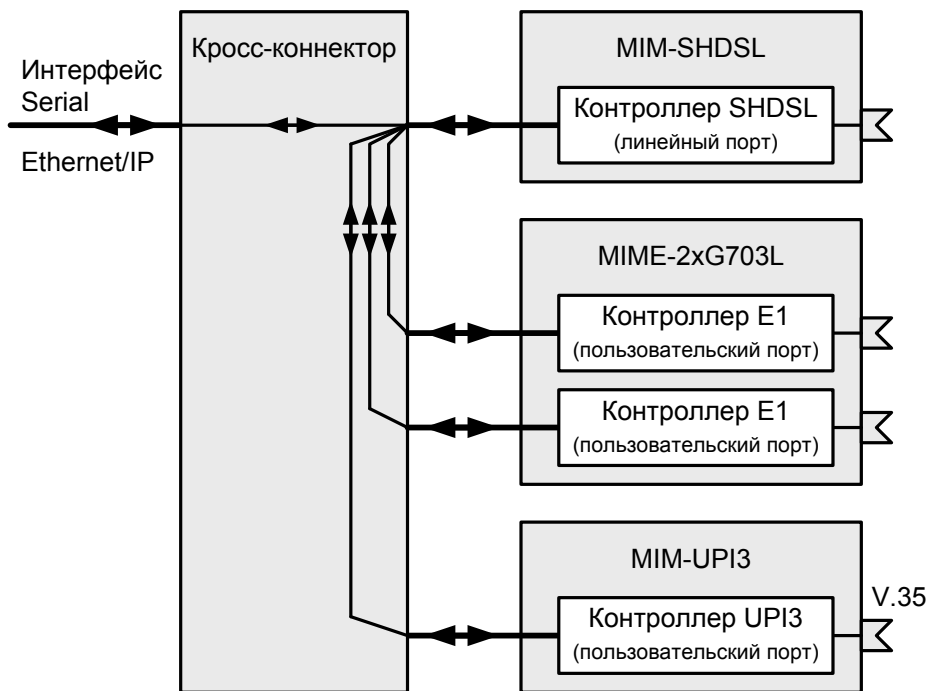 Кросс-коннектор
Интерфейс
Serial
Ethernet/IP
MIM-SHDSL
Контроллер SHDSL
(линейный порт)
MIME-2xG703L
Контроллер E1
(пользовательский порт)
Контроллер E1
(пользовательский порт)
MIM-UPI3
Контроллер UPI3
(пользовательский порт)
V.35